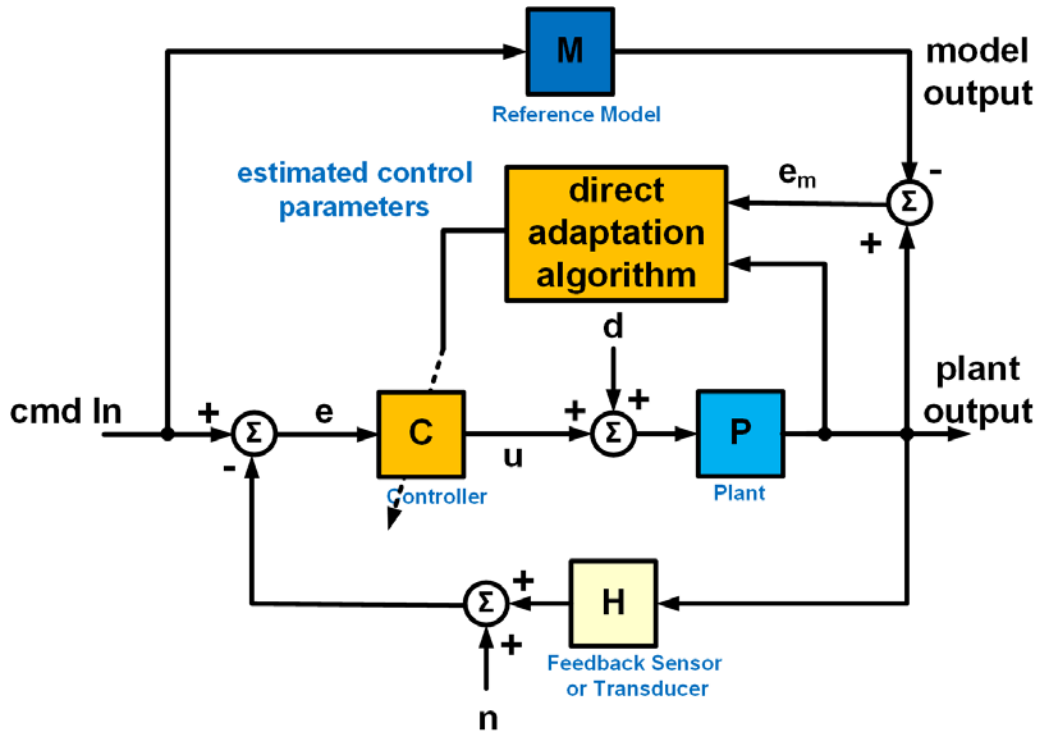 M
Reference Model
model
output
estimated control
parameters
direct
adaptation
algorithm
eₘ
-
Σ
+
d
cmd In
+
Σ
-
e
C
Controller
u
+
+
Σ
P
Plant
plant
output
Σ
+
+
H
Feedback Sensor
or Transducer
n